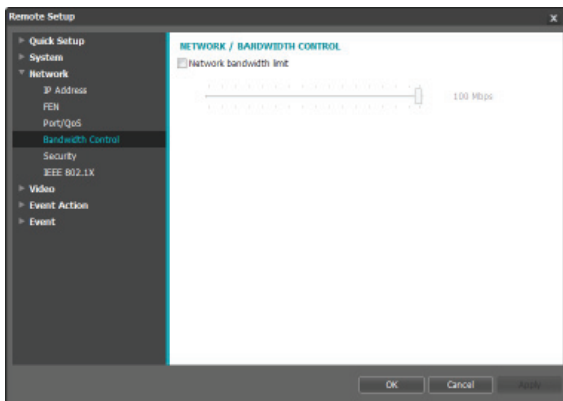 Remote Setup
x
Quick Setup
System
Network
IP Address
FEN
Port/QoS
Bandwidth Control
Security
IEEE 802.1X
Video
Event Action
Event
NETWORK / BANDWIDTH CONTROL
Network bandwidth limit
100 Mbps
OK
Cancel
Apply